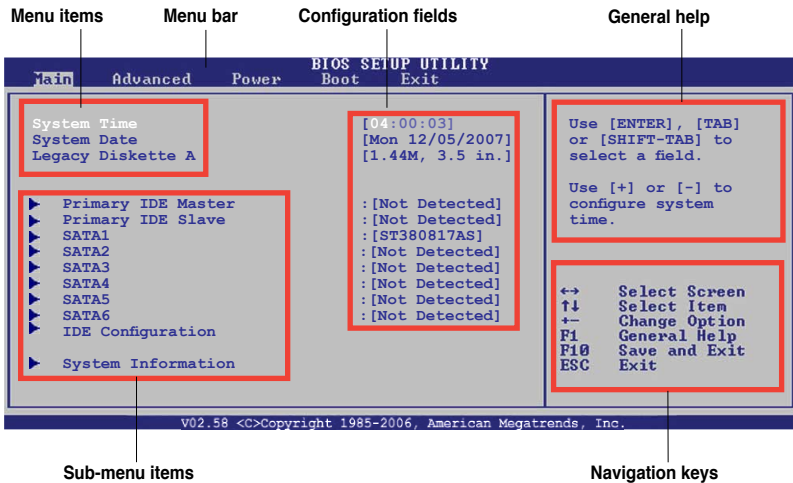 Menu items Menu bar Configuration fields General help
BIOS SETUP UTILITY
Main Advanced Power Boot Exit
System Time [04:00:03]
System Date [Mon 12/05/2007]
Legacy Diskette A [1.44M, 3.5 in.]
Primary IDE Master :[Not Detected]
Primary IDE Slave :[Not Detected]
SATA1 :[ST380817AS]
SATA2 :[Not Detected]
SATA3 :[Not Detected]
SATA4 :[Not Detected]
SATA5 :[Not Detected]
SATA6 :[Not Detected]
IDE Configuration
System Information
Use [ENTER], [TAB]
or [SHIFT-TAB] to
select a field.
Use [+] or [-] to
configure system
time.
←→ Select Screen
↑↓ Select Item
+- Change Option
F1 General Help
F10 Save and Exit
ESC Exit
V02.58 <C>Copyright 1985-2006, American Megatrends, Inc.
Sub-menu items Navigation keys